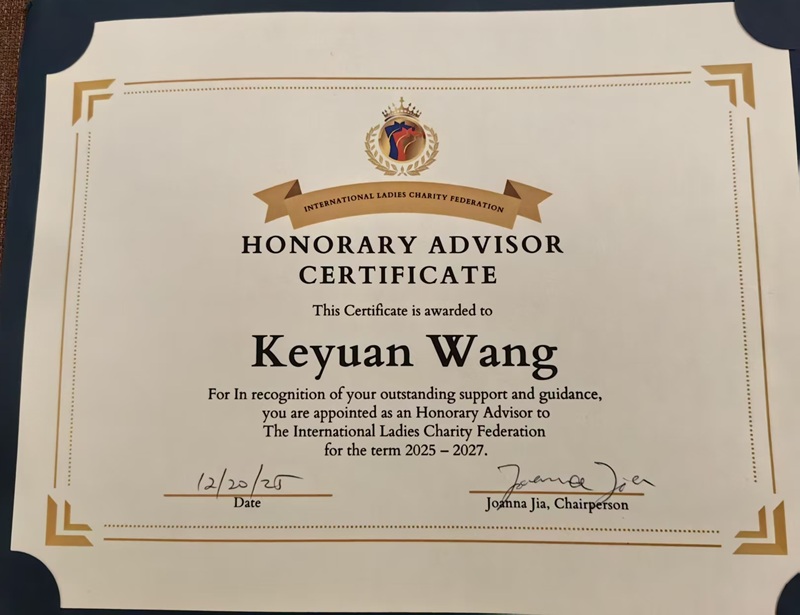 INTERNATIONAL LADIES CHARITY FEDERATION
HONORARY ADVISOR
CERTIFICATE
This Certificate is awarded to
Keyuan Wang
For In recognition of your outstanding support and guidance,
you are appointed as an Honorary Advisor to
The International Ladies Charity Federation
for the term 2025 – 2027.
12/20/25 Joanna Jia
Date Joanna Jia, Chairperson